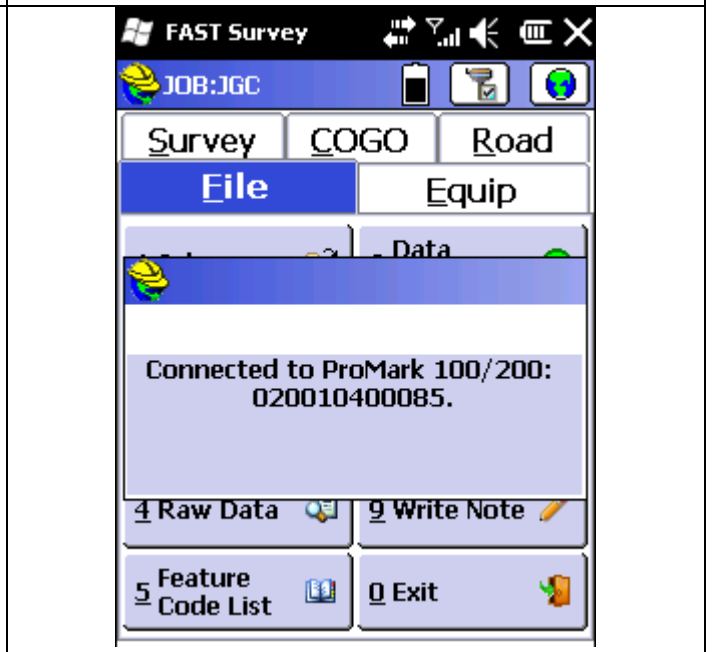 FAST Survey
JOB:JGC
Survey COGO Road
File Equip
Data
Connected to ProMark 100/200:
020010400085.
4 Raw Data 9 Write Note
5 Feature Code List 0 Exit